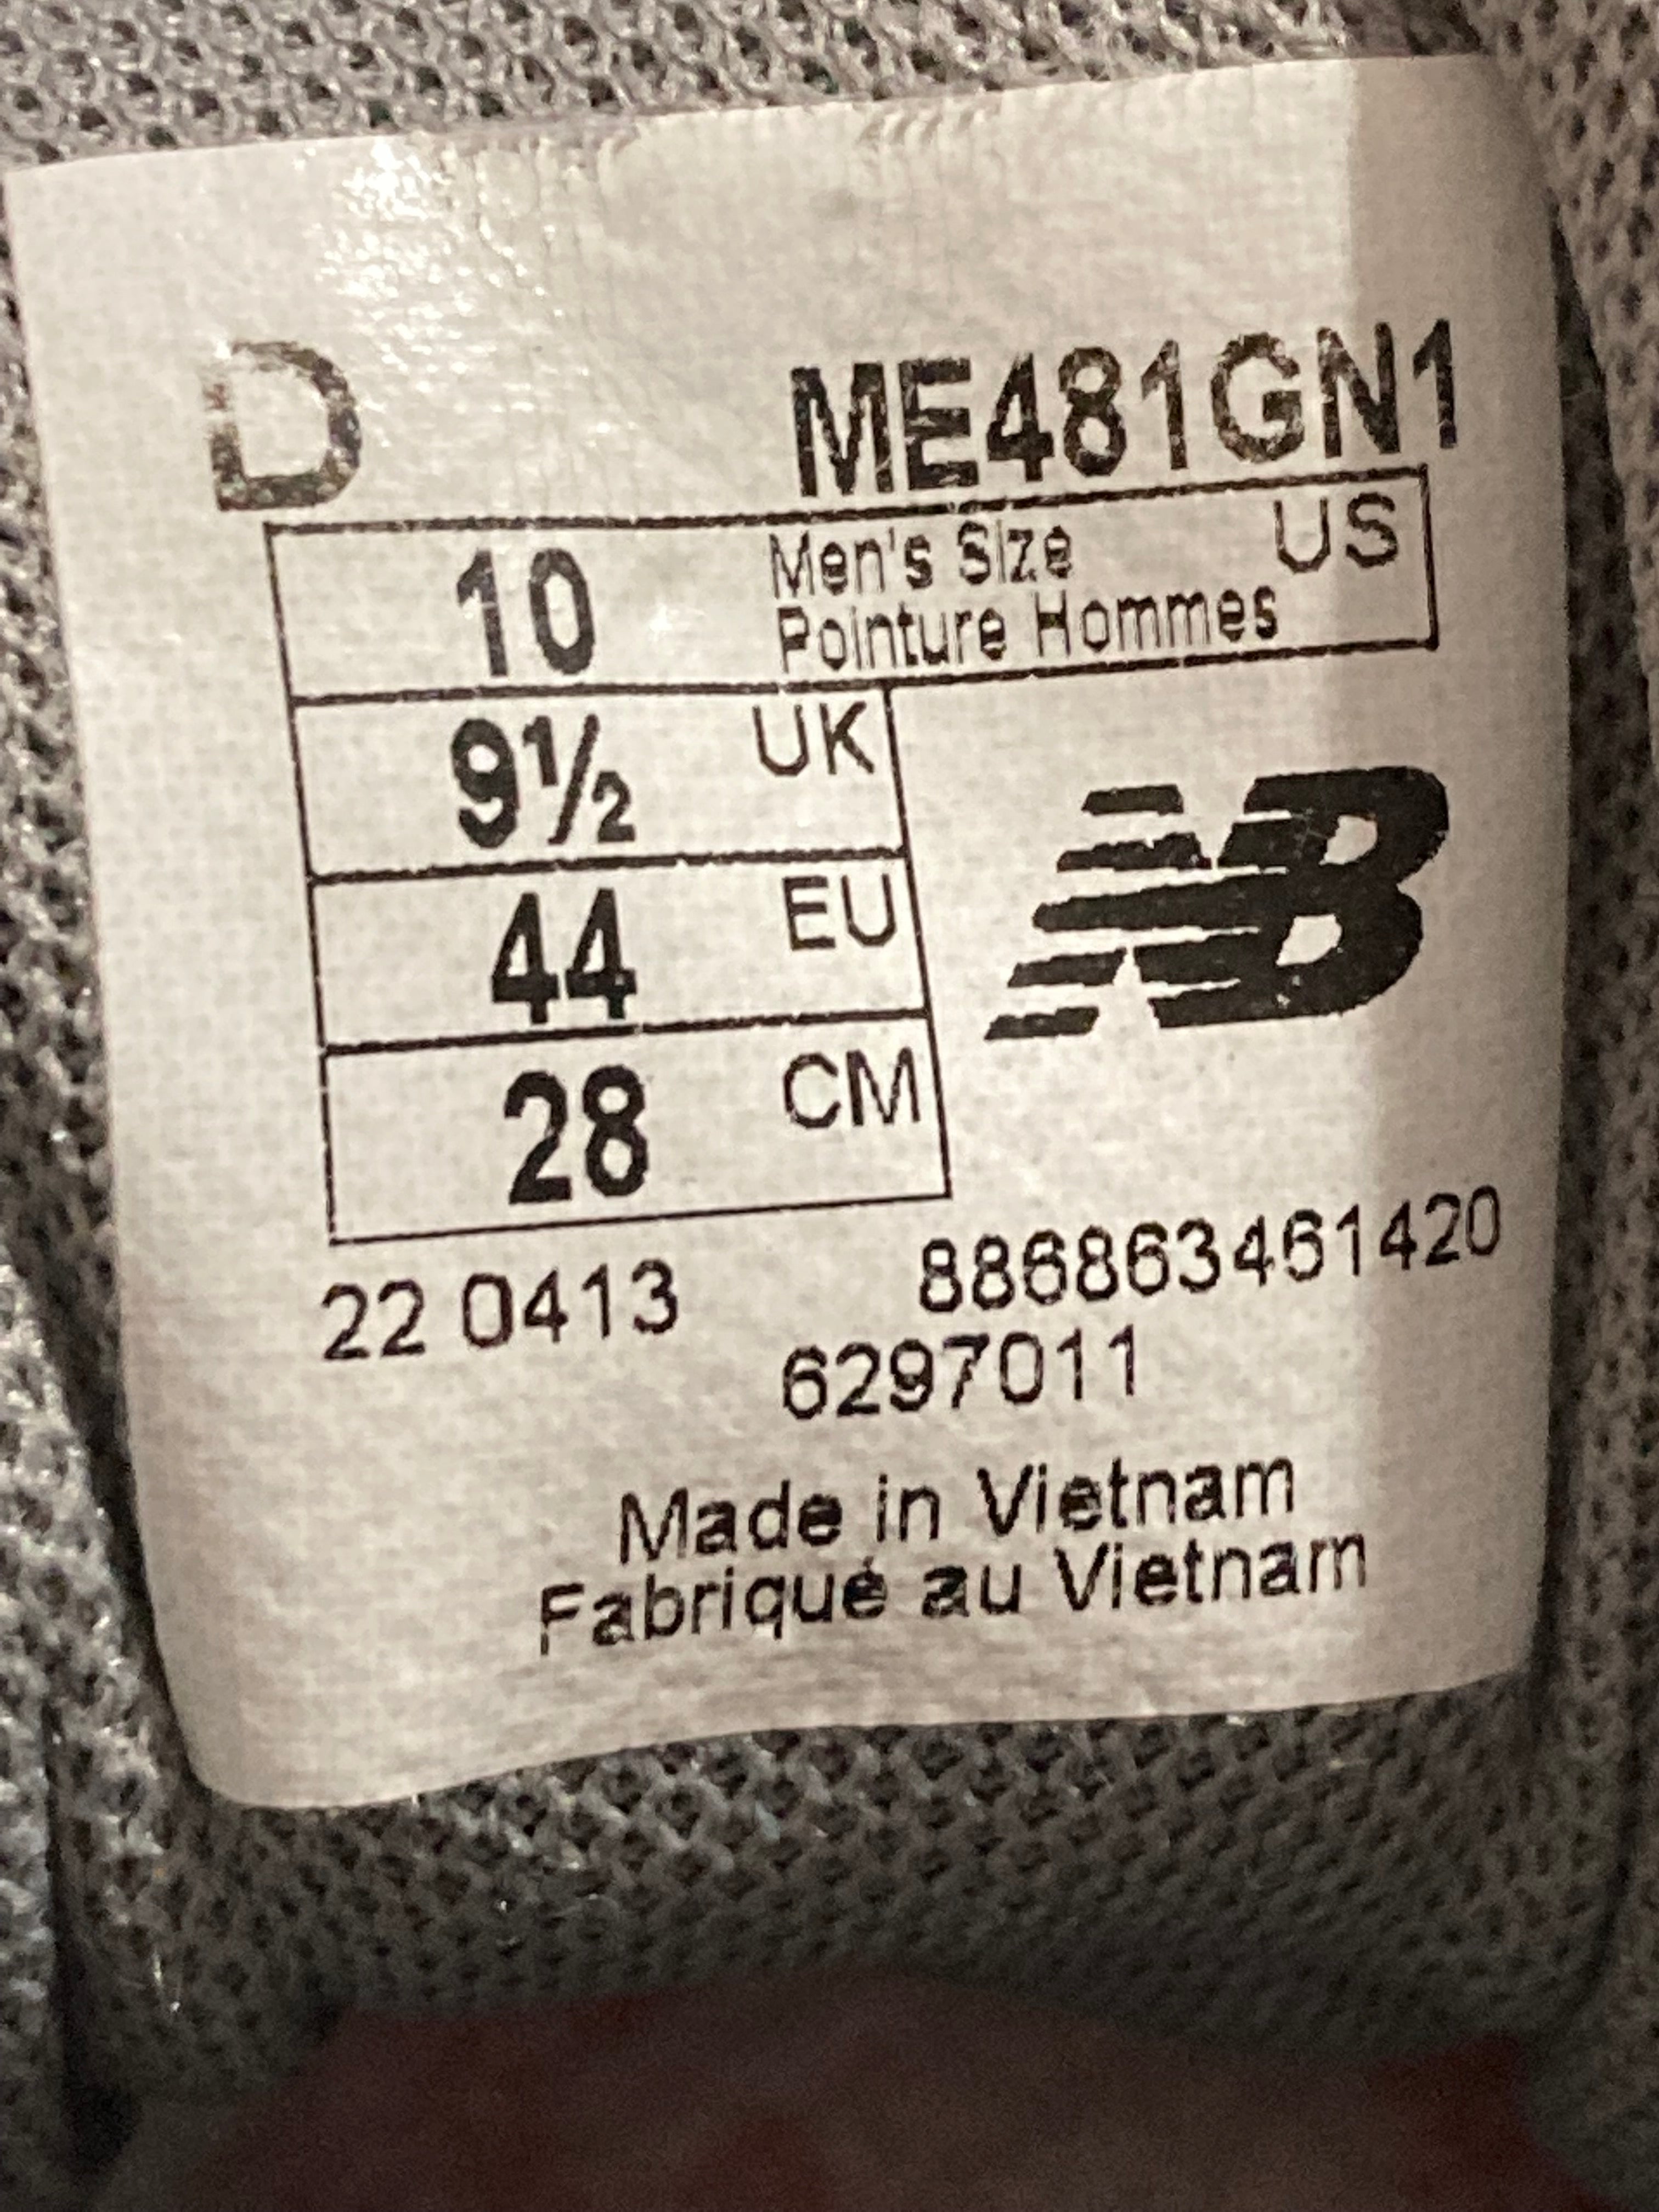 D ME481GN1
10 Men's Size US
Pointure Hommes
9½ UK
44 EU
NB
28 CM
22 0413 886863461420
6297011
Made in Vietnam
Fabriqué au Vietnam